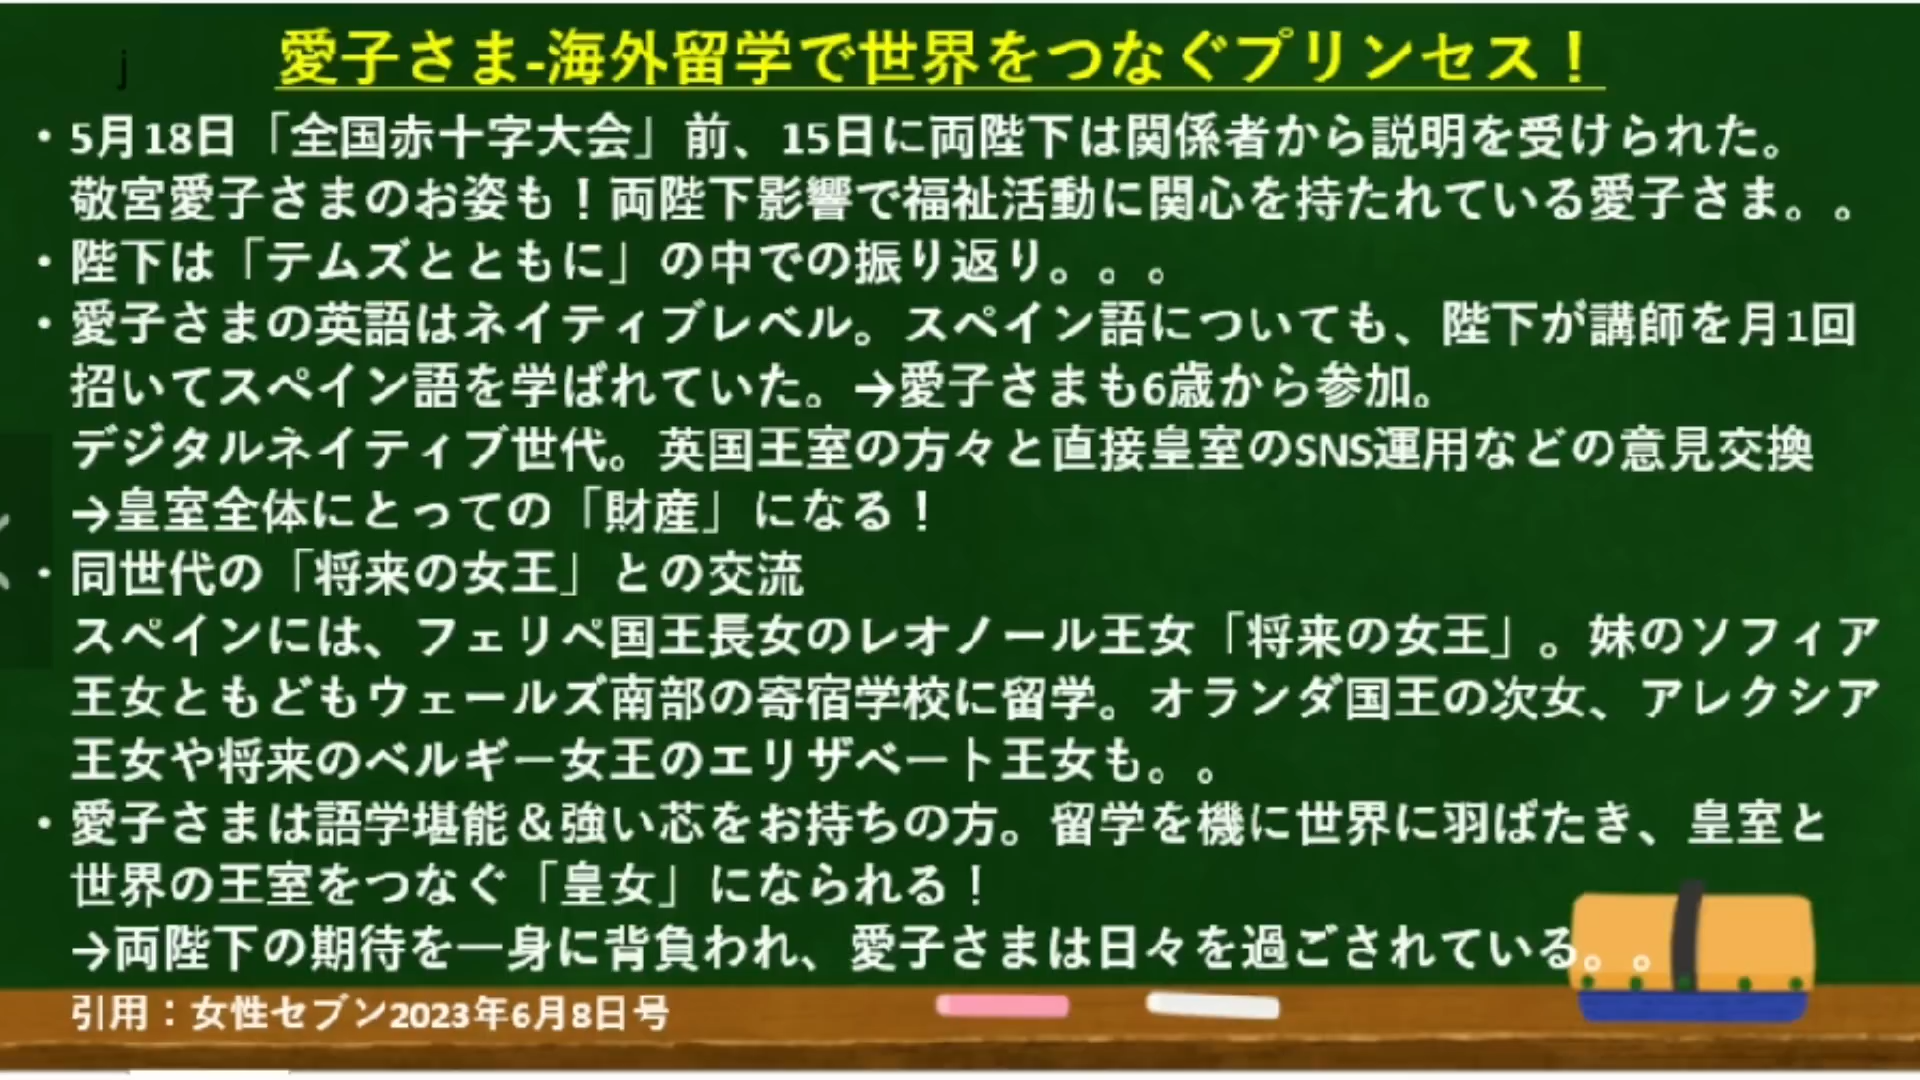 j
愛子さま-海外留学で世界をつなぐプリンセス！
・5月18日「全国赤十字大会」前、15日に両陛下は関係者から説明を受けられた。
敬宮愛子さまのお姿も！両陛下影響で福祉活動に関心を持たれている愛子さま。。
・陛下は「テムズとともに」の中での振り返り。。。
・愛子さまの英語はネイティブレベル。スペイン語についても、陛下が講師を月1回
招いてスペイン語を学ばれていた。→愛子さまも6歳から参加。
デジタルネイティブ世代。英国王室の方々と直接皇室のSNS運用などの意見交換
→皇室全体にとっての「財産」になる！
・同世代の「将来の女王」との交流
スペインには、フェリペ国王長女のレオノール王女「将来の女王」。妹のソフィア
王女ともどもウェールズ南部の寄宿学校に留学。オランダ国王の次女、アレクシア
王女や将来のベルギー女王のエリザベート王女も。。
・愛子さまは語学堪能＆強い芯をお持ちの方。留学を機に世界に羽ばたき、皇室と
世界の王室をつなぐ「皇女」になられる！
→両陛下の期待を一身に背負われ、愛子さまは日々を過ごされている。。
引用：女性セブン2023年6月8日号